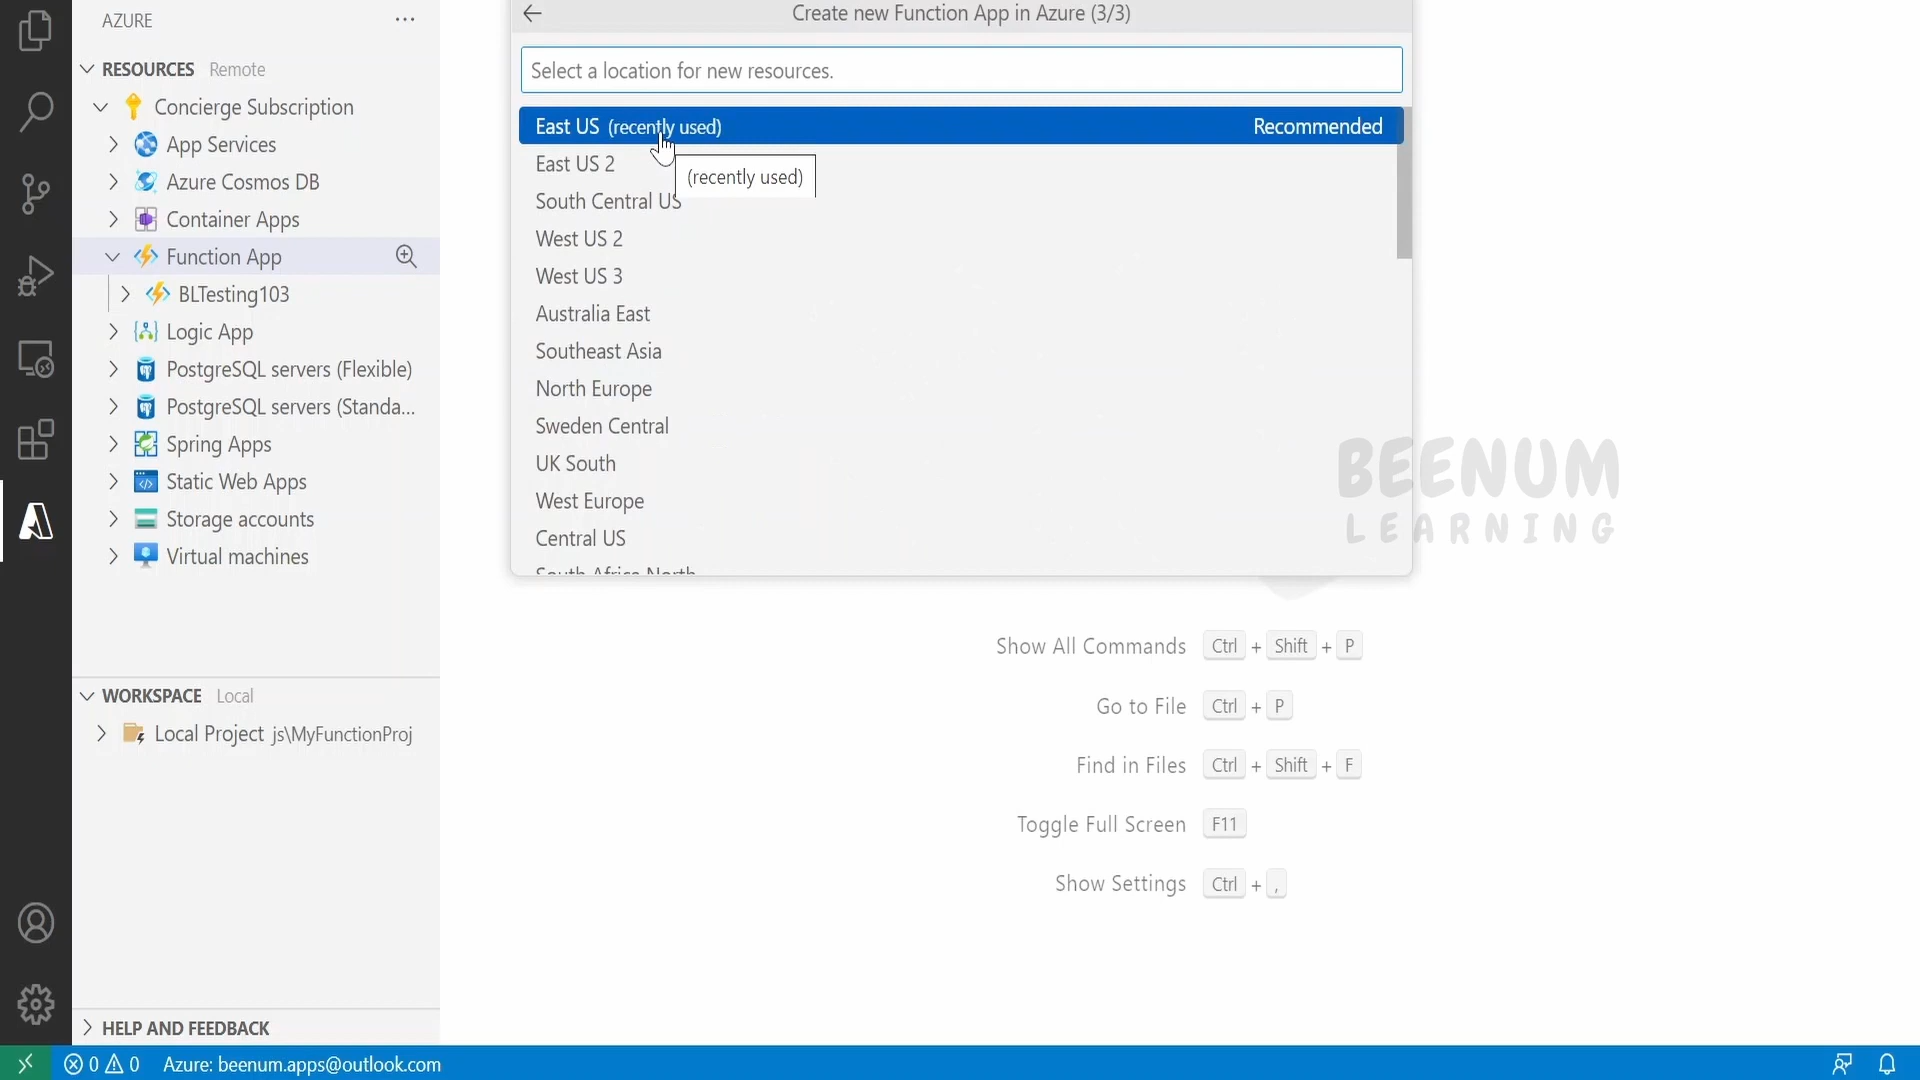 AZURE
RESOURCES Remote
Concierge Subscription
App Services
Azure Cosmos DB
Container Apps
Function App
BLTesting103
Logic App
PostgreSQL servers (Flexible)
PostgreSQL servers (Standa...
Spring Apps
Static Web Apps
Storage accounts
Virtual machines
WORKSPACE Local
Local Project js\MyFunctionProj
HELP AND FEEDBACK
Create new Function App in Azure (3/3)
Select a location for new resources.
East US (recently used) Recommended
(recently used)
East US 2
South Central US
West US 2
West US 3
Australia East
Southeast Asia
North Europe
Sweden Central
UK South
West Europe
Central US
South Africa North
BEENUM
LEARNING
Show All Commands Ctrl + Shift + P
Go to File Ctrl + P
Find in Files Ctrl + Shift + F
Toggle Full Screen F11
Show Settings Ctrl + ,
0 0 Azure: beenum.apps@outlook.com